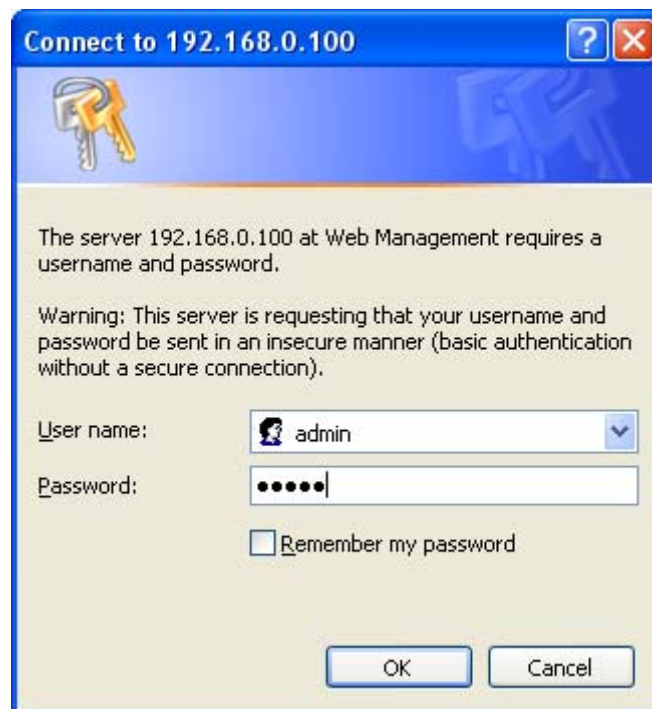 Connect to 192.168.0.100
The server 192.168.0.100 at Web Management requires a
username and password.
Warning: This server is requesting that your username and
password be sent in an insecure manner (basic authentication
without a secure connection).
User name:
admin
Password:
•••••
Remember my password
OK
Cancel